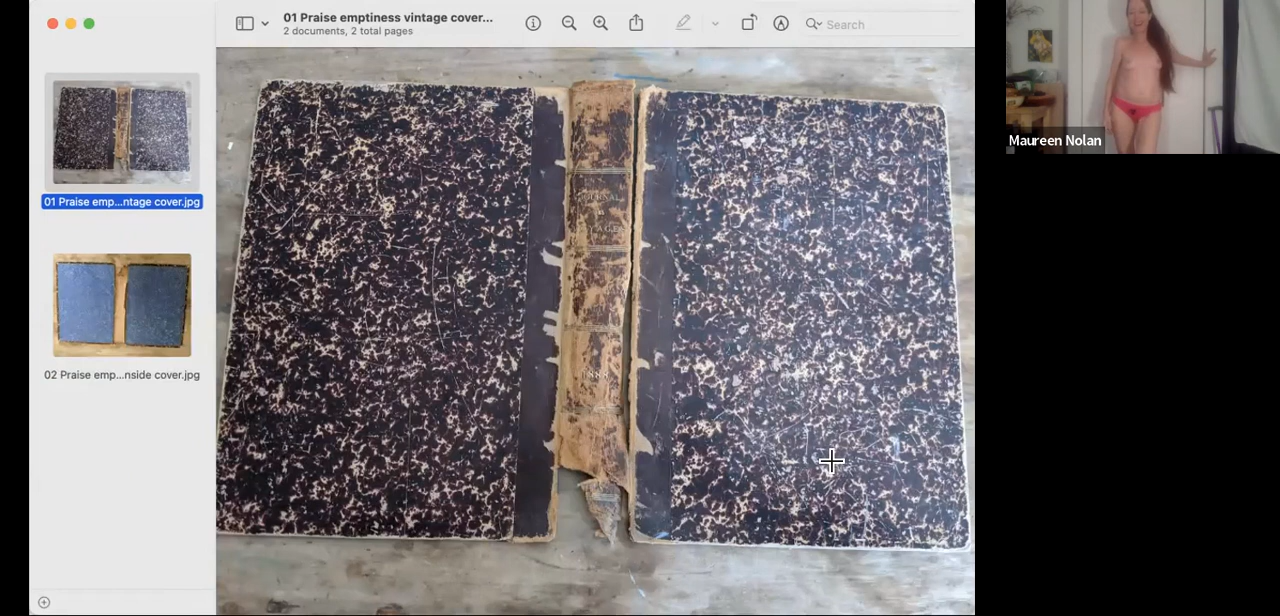 01 Praise emptiness vintage cover...
2 documents, 2 total pages
Search
01 Praise emp...ntage cover.jpg
02 Praise emp...nside cover.jpg
JOURNAL
Maureen Nolan